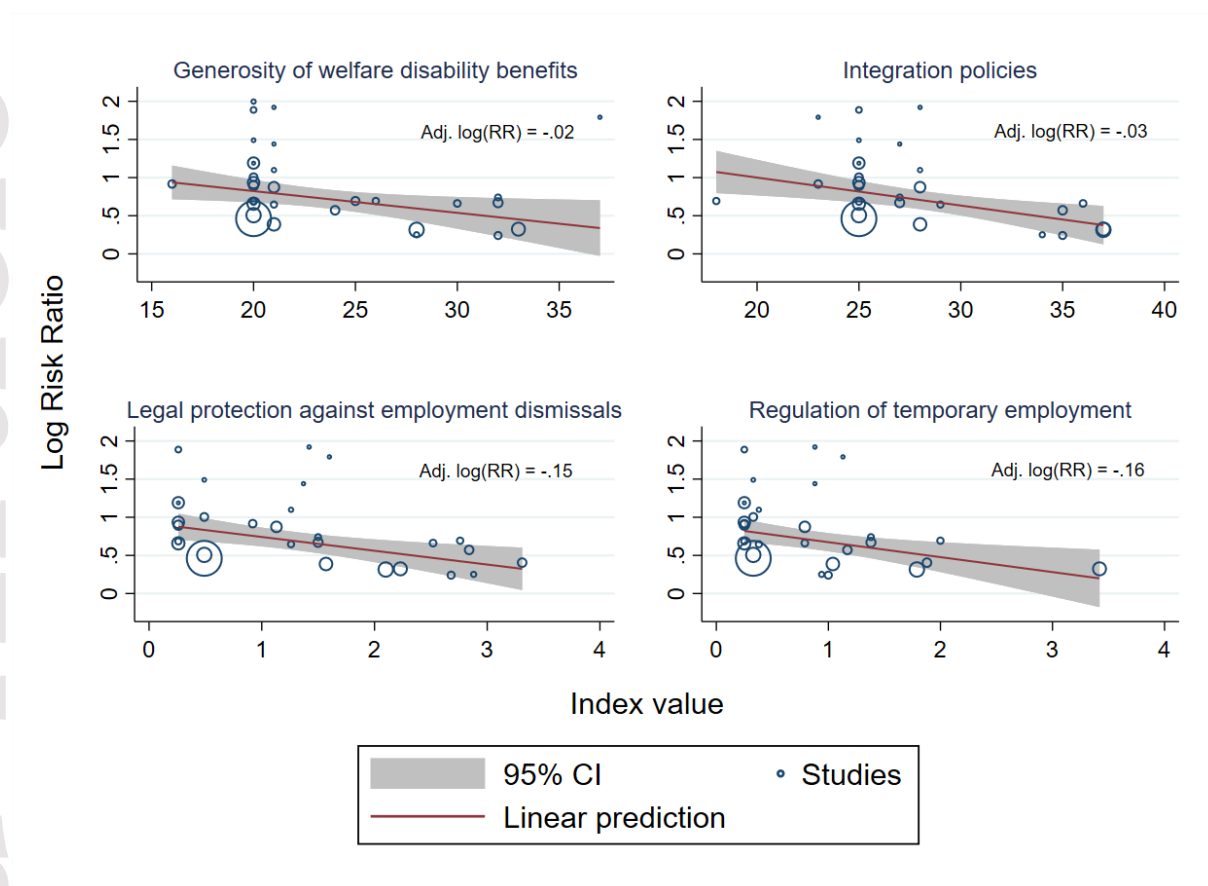 Generosity of welfare disability benefits
Integration policies
Adj. log(RR) = -.02
Adj. log(RR) = -.03
0 .5 1 1.5 2
0 .5 1 1.5 2
15 20 25 30 35
20 25 30 35 40
Log Risk Ratio
Legal protection against employment dismissals
Regulation of temporary employment
Adj. log(RR) = -.15
Adj. log(RR) = -.16
0 .5 1 1.5 2
0 .5 1 1.5 2
0 1 2 3 4
0 1 2 3 4
Index value
95% CI
Studies
Linear prediction